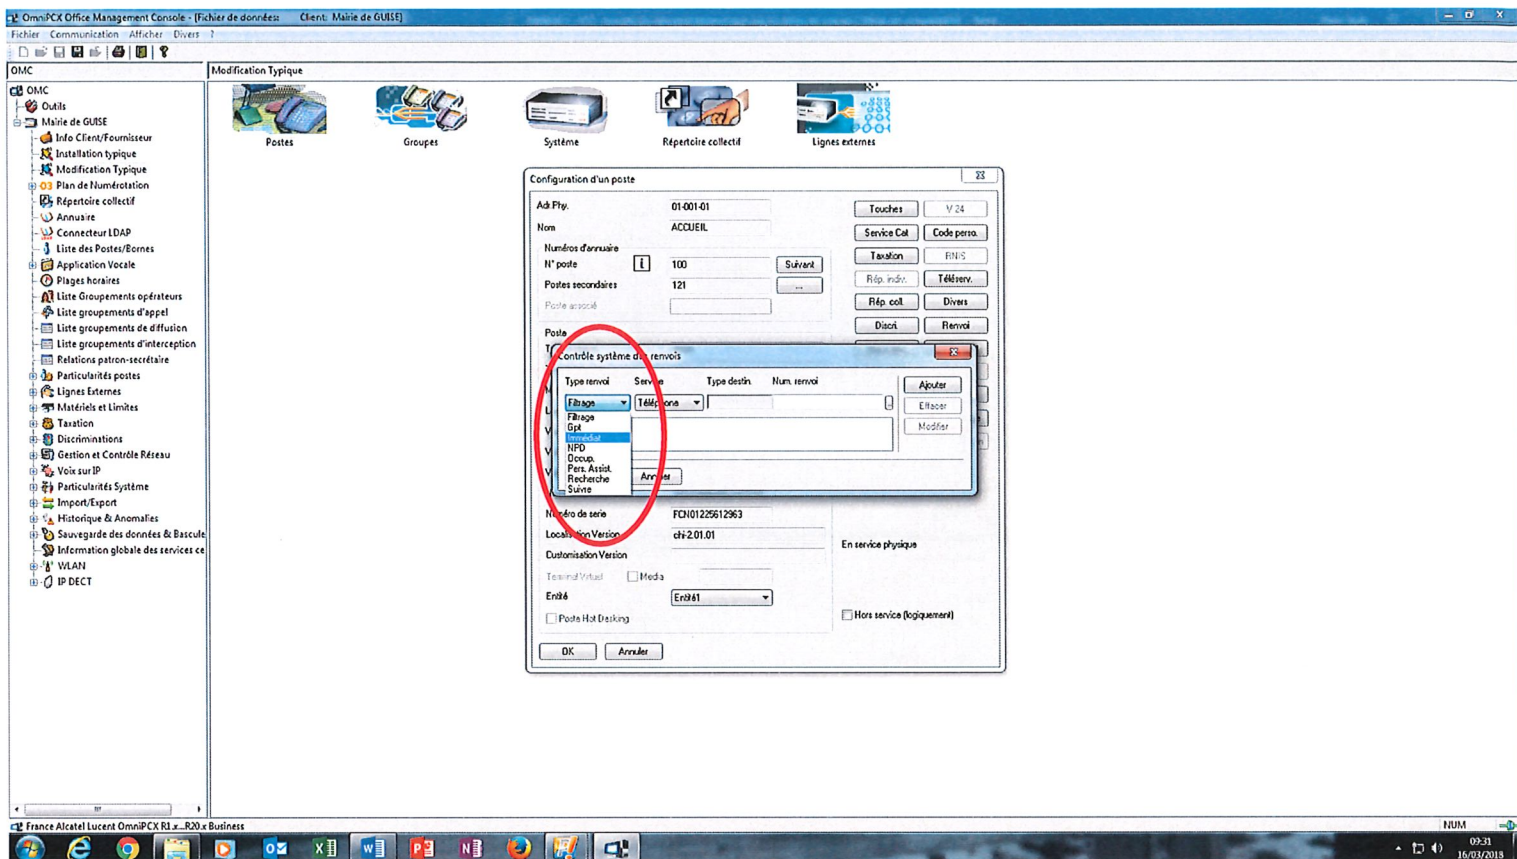 OmniPCX Office Management Console - [Fichier de données: Client: Mairie de GUISE]
Fichier Communication Afficher Divers ?
OMC
Modification Typique
OMC
Outils
Mairie de GUISE
Info Client/Fournisseur
Installation typique
Modification Typique
Plan de Numérotation
Répertoire collectif
Annuaire
Connecteur LDAP
Liste des Postes/Bornes
Application Vocale
Plages horaires
Liste Groupements opérateurs
Liste groupements d'appel
Liste groupements de diffusion
Liste groupements d'interception
Relations patron-secrétaire
Particularités postes
Lignes Externes
Matériels et Limites
Taxation
Discriminations
Gestion et Contrôle Réseau
Voix sur IP
Particularités Système
Import/Export
Historique & Anomalies
Sauvegarde des données & Bascule
Information globale des services ce
WLAN
IP DECT
Postes
Groupes
Système
Répertoire collectif
Lignes externes
Configuration d'un poste
Adr.Phy. 01-001-01
Touches V 24
Nom ACCUEIL
Service Cat Code perso.
Numéros d'annuaire
Taxation RNIS
N° poste 100 Suivant
Rép. indiv. Téléserv.
Postes secondaires 121 ...
Poste associé
Rép. coll. Divers
Discri. Renvoi
Poste
Contrôle système des renvois
Type renvoi Service Type destin. Num. renvoi
Ajouter
Filtrage Téléphone
Effacer
Filtrage
Gpt
Modifier
Immédiat
NPD
Occup.
Pers. Assist.
Recherche
Suivre
Annuler
Numéro de serie FCN01225612963
Localisation Version chi-2.01.01
En service physique
Customisation Version
Terminal Virtuel Media
Entité Entité1
Poste Hot Desking
Hors service (logiquement)
OK Annuler
France Alcatel Lucent OmniPCX R1.x...R20.x Business
NUM
09:31
16/03/2018